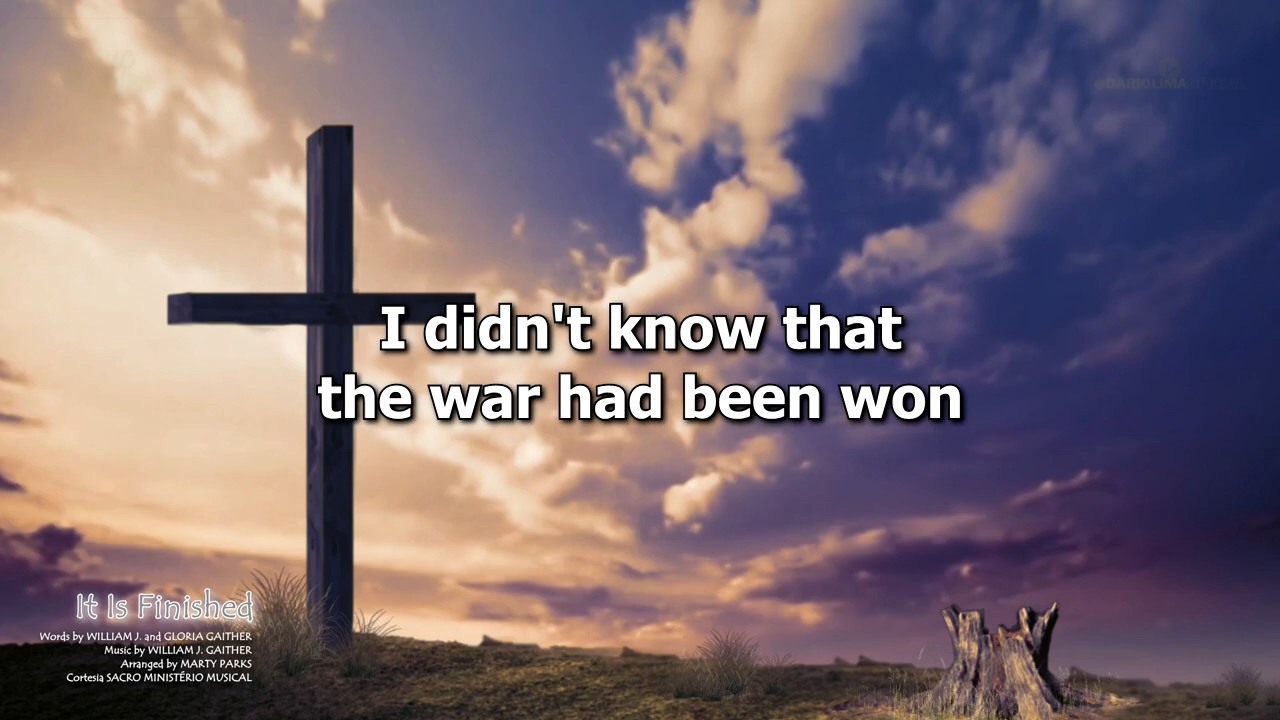 I didn't know that
the war had been won
It Is Finished
Words by WILLIAM J. and GLORIA GAITHER
Music by WILLIAM J. GAITHER
Arranged by MARTY PARKS
Cortesia SACRO MINISTÉRIO MUSICAL